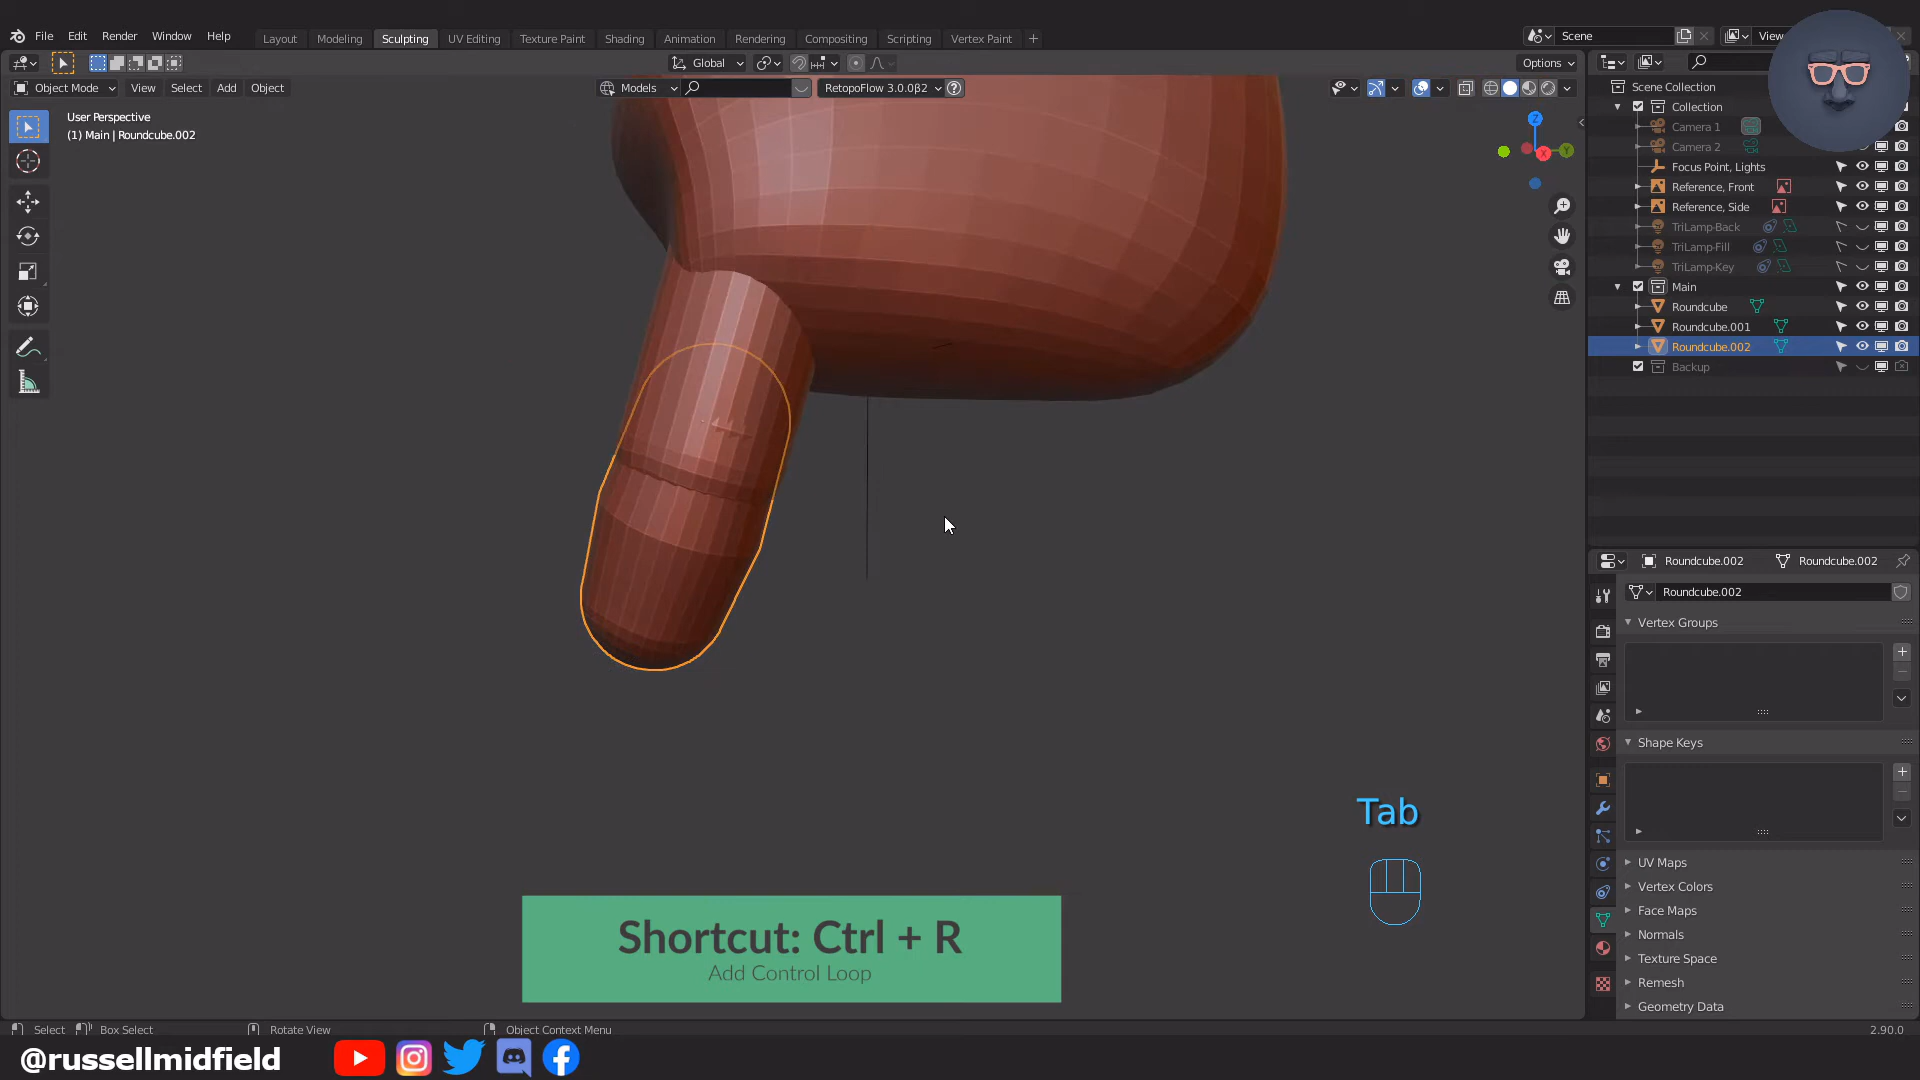 File Edit Render Window Help
Layout Modeling Sculpting UV Editing Texture Paint Shading Animation Rendering Compositing Scripting Vertex Paint +
Scene
View
Global
Options
Object Mode View Select Add Object
Models
RetopoFlow 3.0.0β2
User Perspective
(1) Main | Roundcube.002
Z
X
Y
Scene Collection
Collection
Camera 1
Camera 2
Focus Point, Lights
Reference, Front
Reference, Side
TriLamp-Back
TriLamp-Fill
TriLamp-Key
Main
Roundcube
Roundcube.001
Roundcube.002
Backup
Roundcube.002 Roundcube.002
Roundcube.002
Vertex Groups
Shape Keys
UV Maps
Vertex Colors
Face Maps
Normals
Texture Space
Remesh
Geometry Data
Tab
Shortcut: Ctrl + R
Add Control Loop
Select Box Select Rotate View Object Context Menu
2.90.0
@russellmidfield